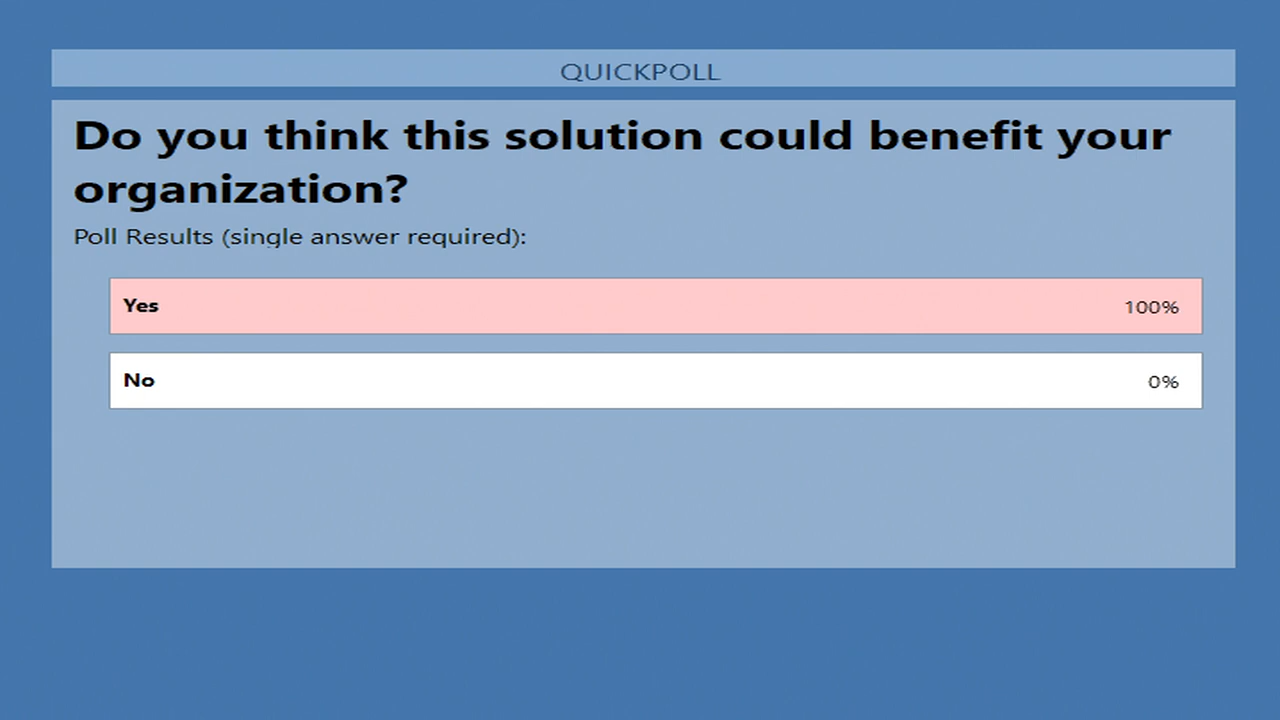 QUICKPOLL
Do you think this solution could benefit your
organization?
Poll Results (single answer required):
Yes 100%
No 0%